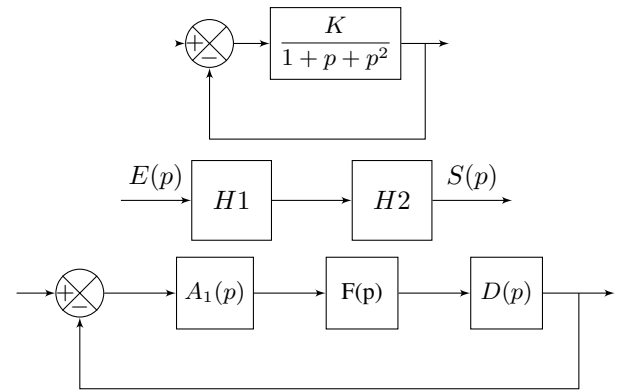 + −
K
1 + p + p²
E(p) H1 H2 S(p)
+ − A₁(p) F(p) D(p)